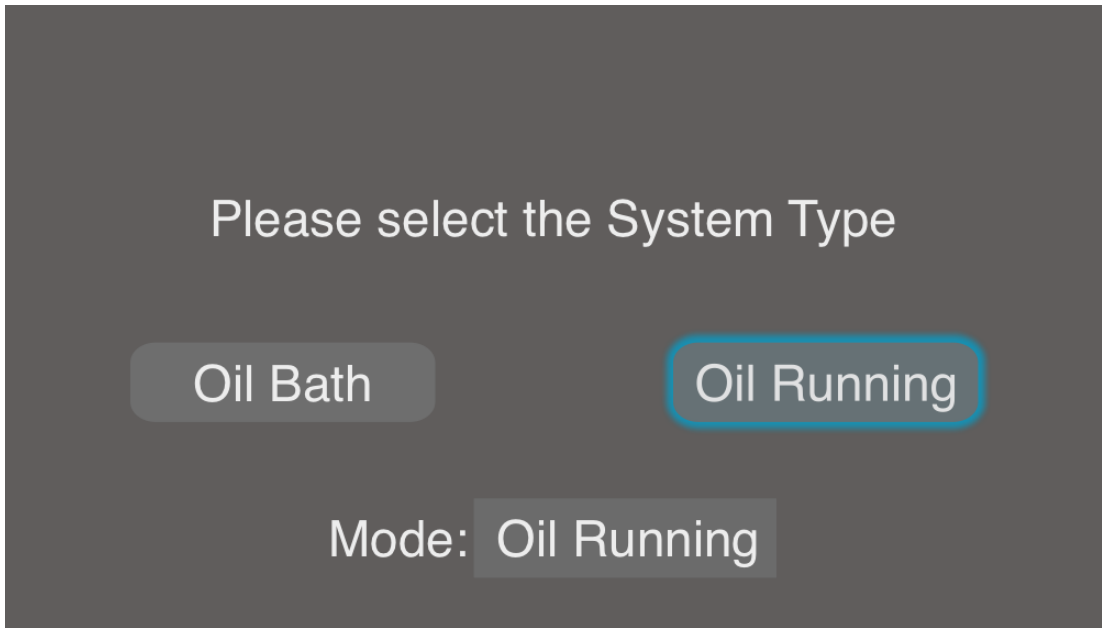 Please select the System Type
Oil Bath
Oil Running
Mode: Oil Running